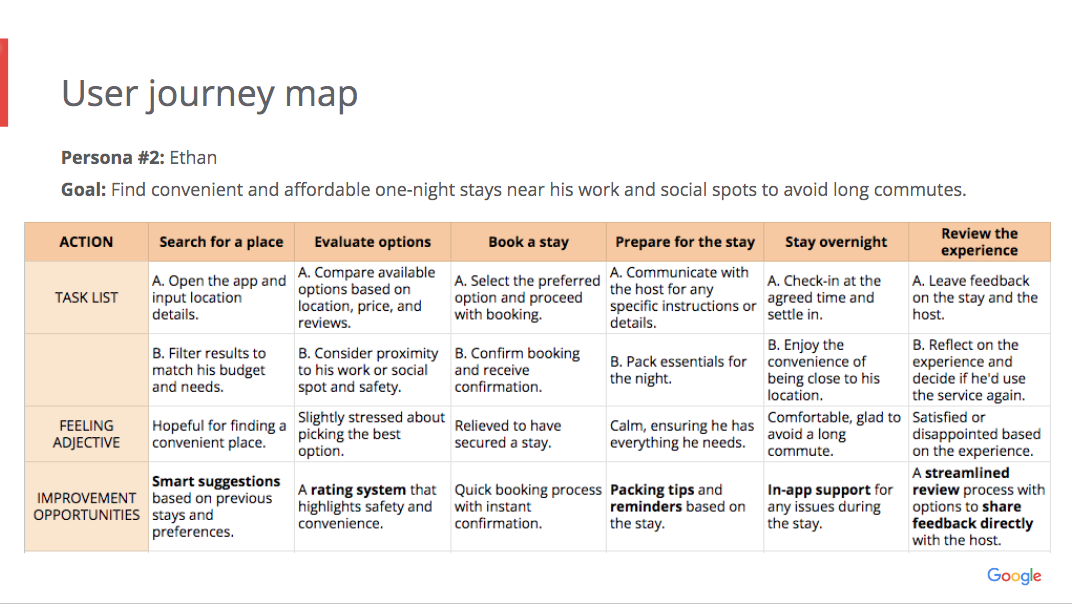 User journey map
Persona #2: Ethan
Goal: Find convenient and affordable one-night stays near his work and social spots to avoid long commutes.
ACTION
Search for a place
Evaluate options
Book a stay
Prepare for the stay
Stay overnight
Review the
experience
TASK LIST
A. Open the app and
input location
details.
A. Compare available
options based on
location, price, and
reviews.
A. Select the preferred
option and proceed
with booking.
A. Communicate with
the host for any
specific instructions or
details.
A. Check-in at the
agreed time and
settle in.
A. Leave feedback
on the stay and the
host.
B. Filter results to
match his budget
and needs.
B. Consider proximity
to his work or social
spot and safety.
B. Confirm booking
and receive
confirmation.
B. Pack essentials for
the night.
B. Enjoy the
convenience of
being close to his
location.
B. Reflect on the
experience and
decide if he'd use
the service again.
FEELING
ADJECTIVE
Hopeful for finding a
convenient place.
Slightly stressed about
picking the best
option.
Relieved to have
secured a stay.
Calm, ensuring he has
everything he needs.
Comfortable, glad to
avoid a long
commute.
Satisfied or
disappointed based
on the experience.
IMPROVEMENT
OPPORTUNITIES
Smart suggestions
based on previous
stays and
preferences.
A rating system that
highlights safety and
convenience.
Quick booking process
with instant
confirmation.
Packing tips and
reminders based on
the stay.
In-app support for
any issues during
the stay.
A streamlined
review process with
options to share
feedback directly
with the host.
Google